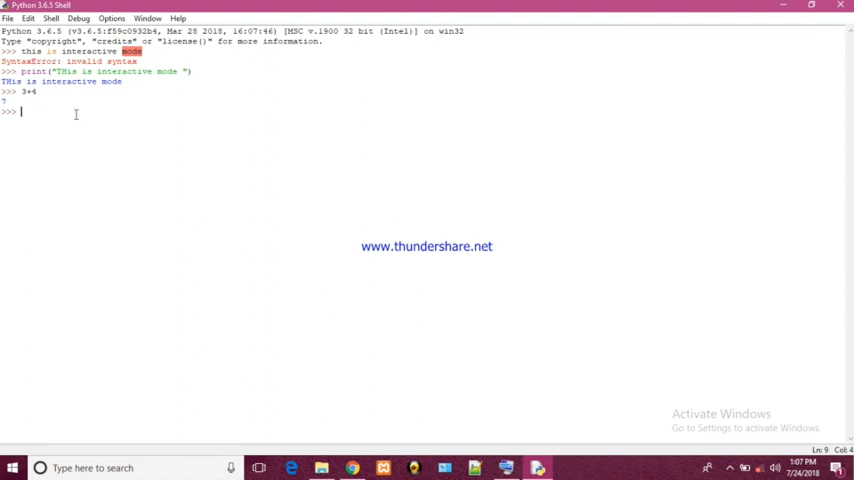 Python 3.6.5 Shell
File Edit Shell Debug Options Window Help
Python 3.6.5 (v3.6.5:f59c0932b4, Mar 28 2018, 16:07:46) [MSC v.1900 32 bit (Intel)] on win32
Type "copyright", "credits" or "license()" for more information.
>>> this is interactive mode
SyntaxError: invalid syntax
>>> print("THis is interactive mode ")
THis is interactive mode
>>> 3+4
7
>>>
www.thundershare.net
Activate Windows
Go to Settings to activate Windows.
Ln: 9 Col: 4
Type here to search
1:07 PM
7/24/2018